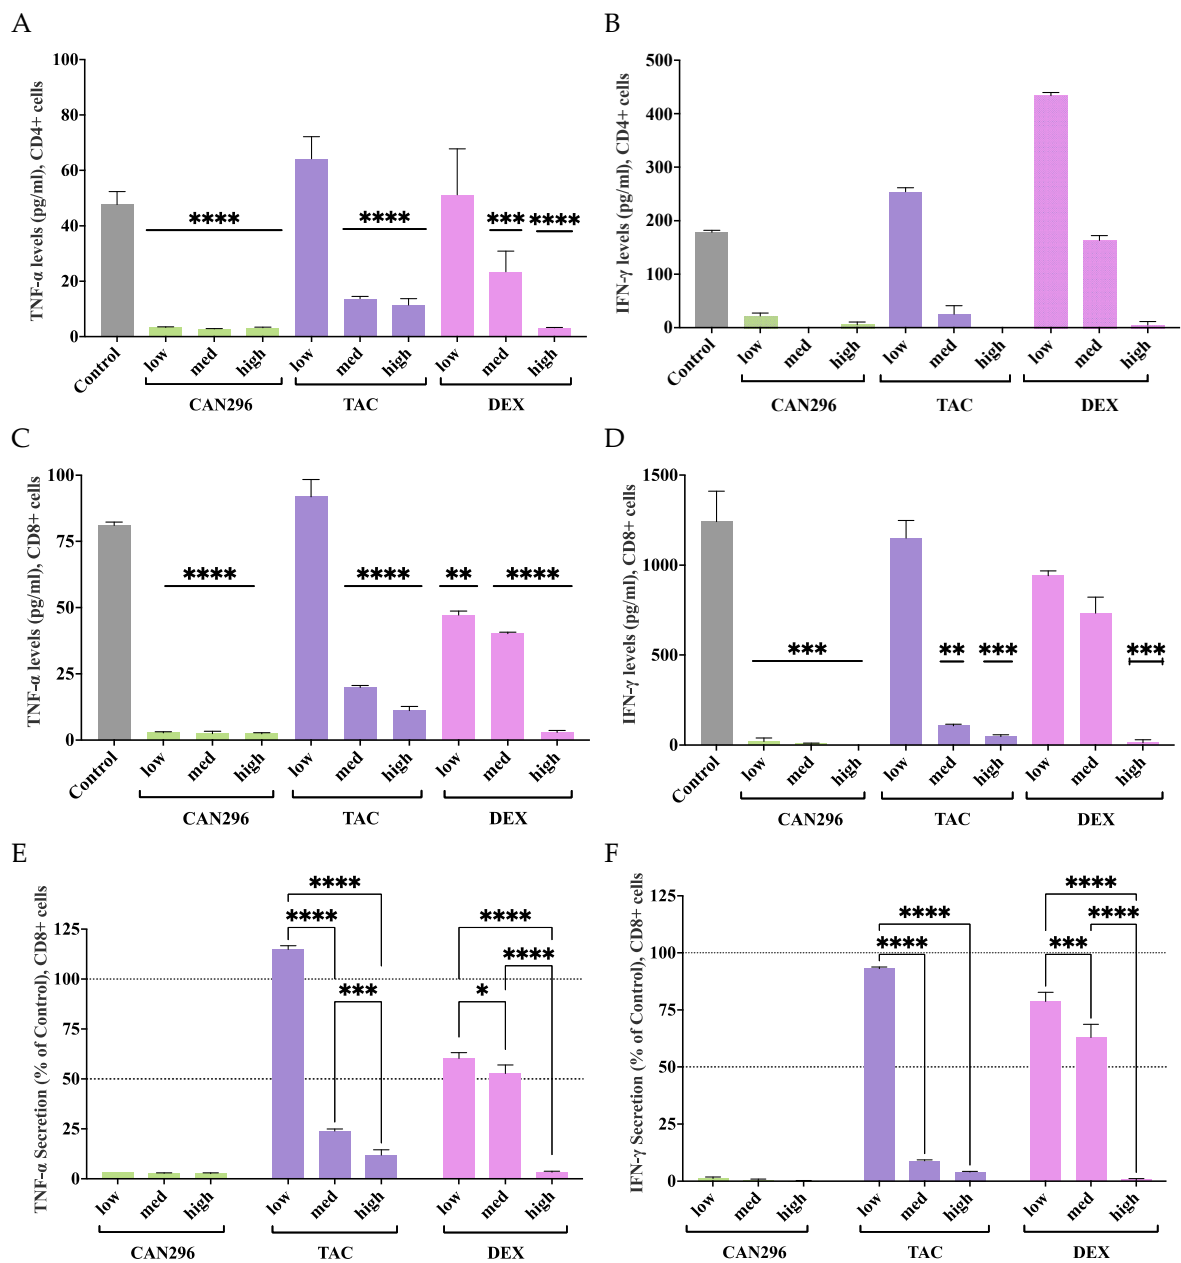 A
TNF-α levels (pg/ml), CD4+ cells
100
80
60
40
20
0
**** **** *** ****
Control low med high low med high low med high
CAN296 TAC DEX
B
IFN-γ levels (pg/ml), CD4+ cells
500
400
300
200
100
0
Control low med high low med high low med high
CAN296 TAC DEX
C
TNF-α levels (pg/ml), CD8+ cells
100
75
50
25
0
**** **** ** ****
Control low med high low med high low med high
CAN296 TAC DEX
D
IFN-γ levels (pg/ml), CD8+ cells
1500
1000
500
0
*** ** *** ***
Control low med high low med high low med high
CAN296 TAC DEX
E
TNF-α Secretion (% of Control), CD8+ cells
125
100
75
50
25
0
****
**** ****
****
*** *
low med high low med high low med high
CAN296 TAC DEX
F
IFN-γ Secretion (% of Control), CD8+ cells
125
100
75
50
25
0
****
**** ****
**** ***
low med high low med high low med high
CAN296 TAC DEX